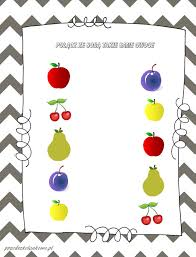 POŁĄCZ ZE SOBĄ TAKIE SAME OWOCE
przedszkolankowo.pl